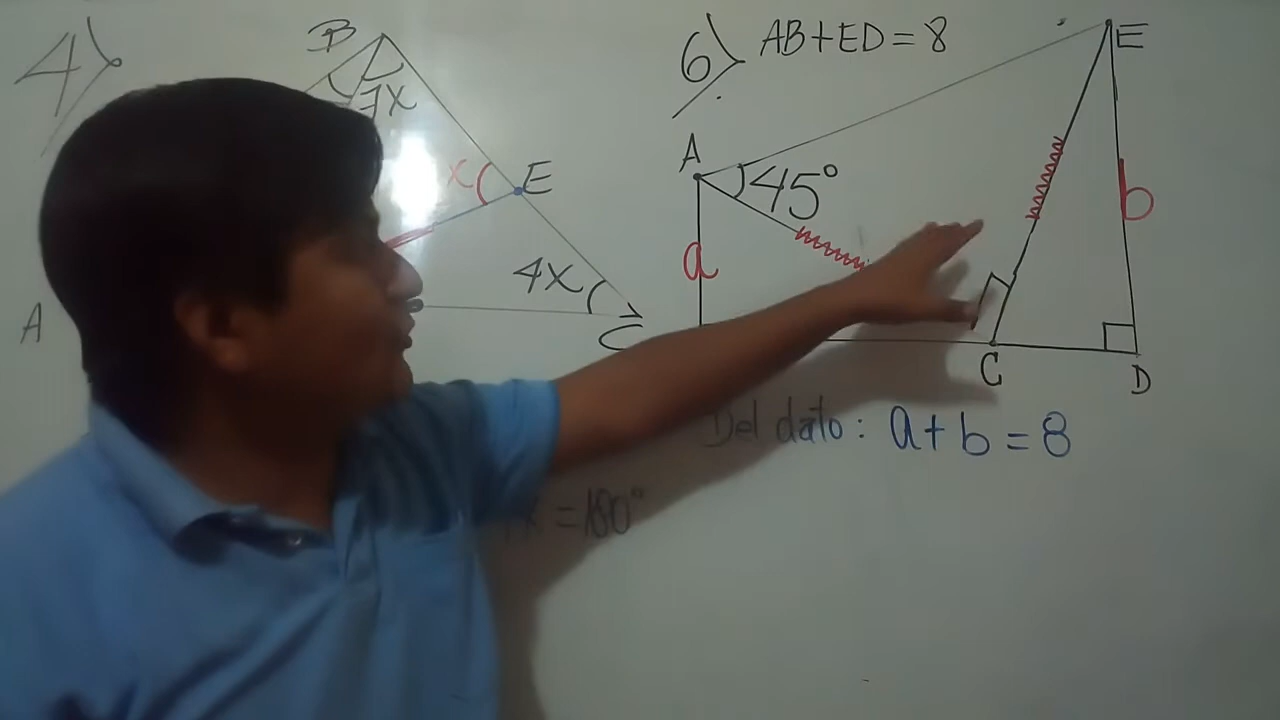 4)
B
7x
x
E
4x
A
C
= 180°
6) AB+ED=8
E
A
45°
a
b
C
D
Del dato: a+b=8